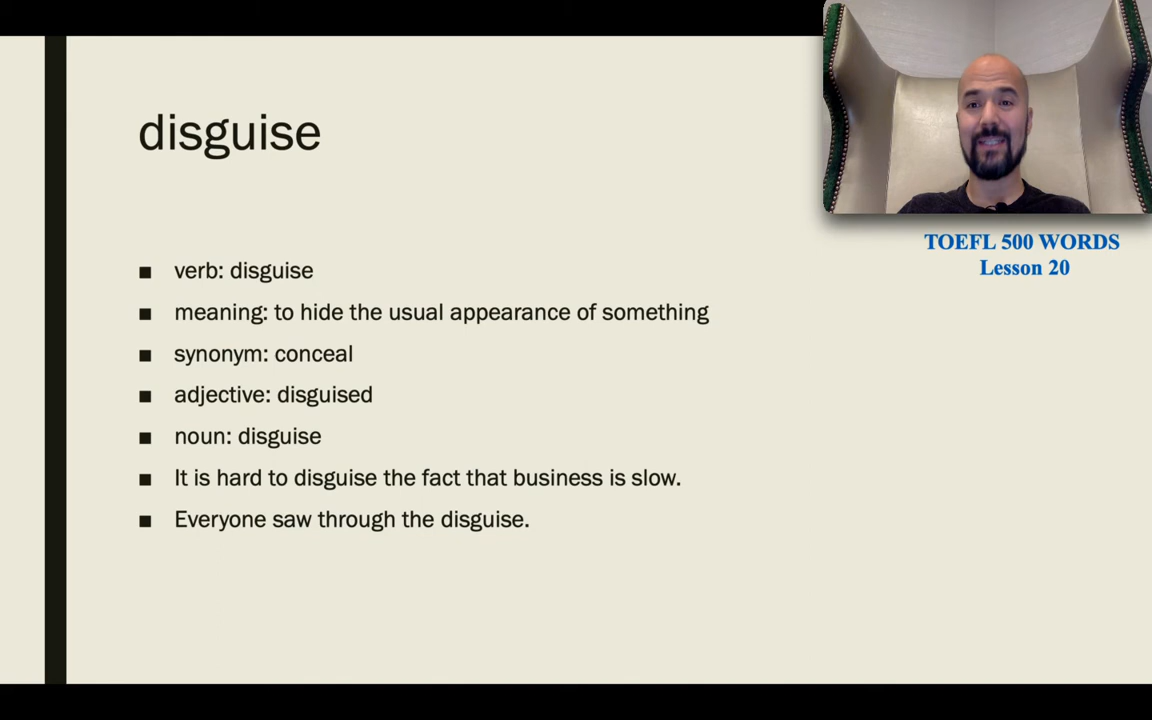 disguise
verb: disguise
meaning: to hide the usual appearance of something
synonym: conceal
adjective: disguised
noun: disguise
It is hard to disguise the fact that business is slow.
Everyone saw through the disguise.
TOEFL 500 WORDS
Lesson 20